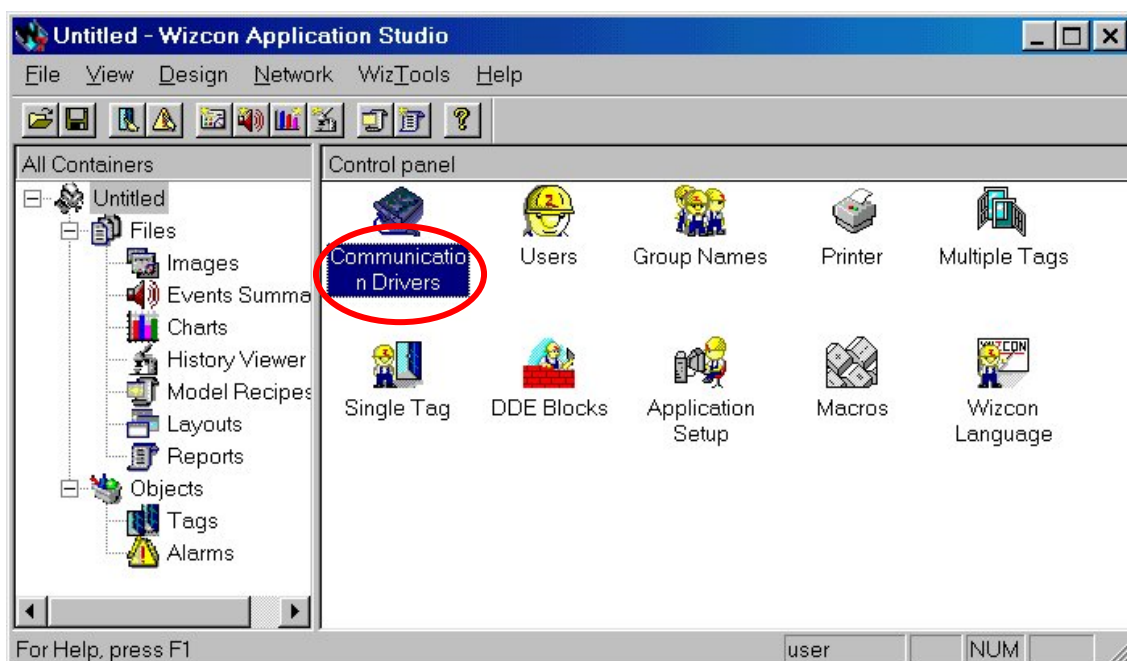 Untitled - Wizcon Application Studio
File View Design Network WizTools Help
All Containers
Control panel
Untitled
Files
Images
Events Summa
Charts
History Viewer
Model Recipes
Layouts
Reports
Objects
Tags
Alarms
Communicatio
n Drivers
Users
Group Names
Printer
Multiple Tags
Single Tag
DDE Blocks
Application
Setup
Macros
Wizcon
Language
For Help, press F1
user
NUM